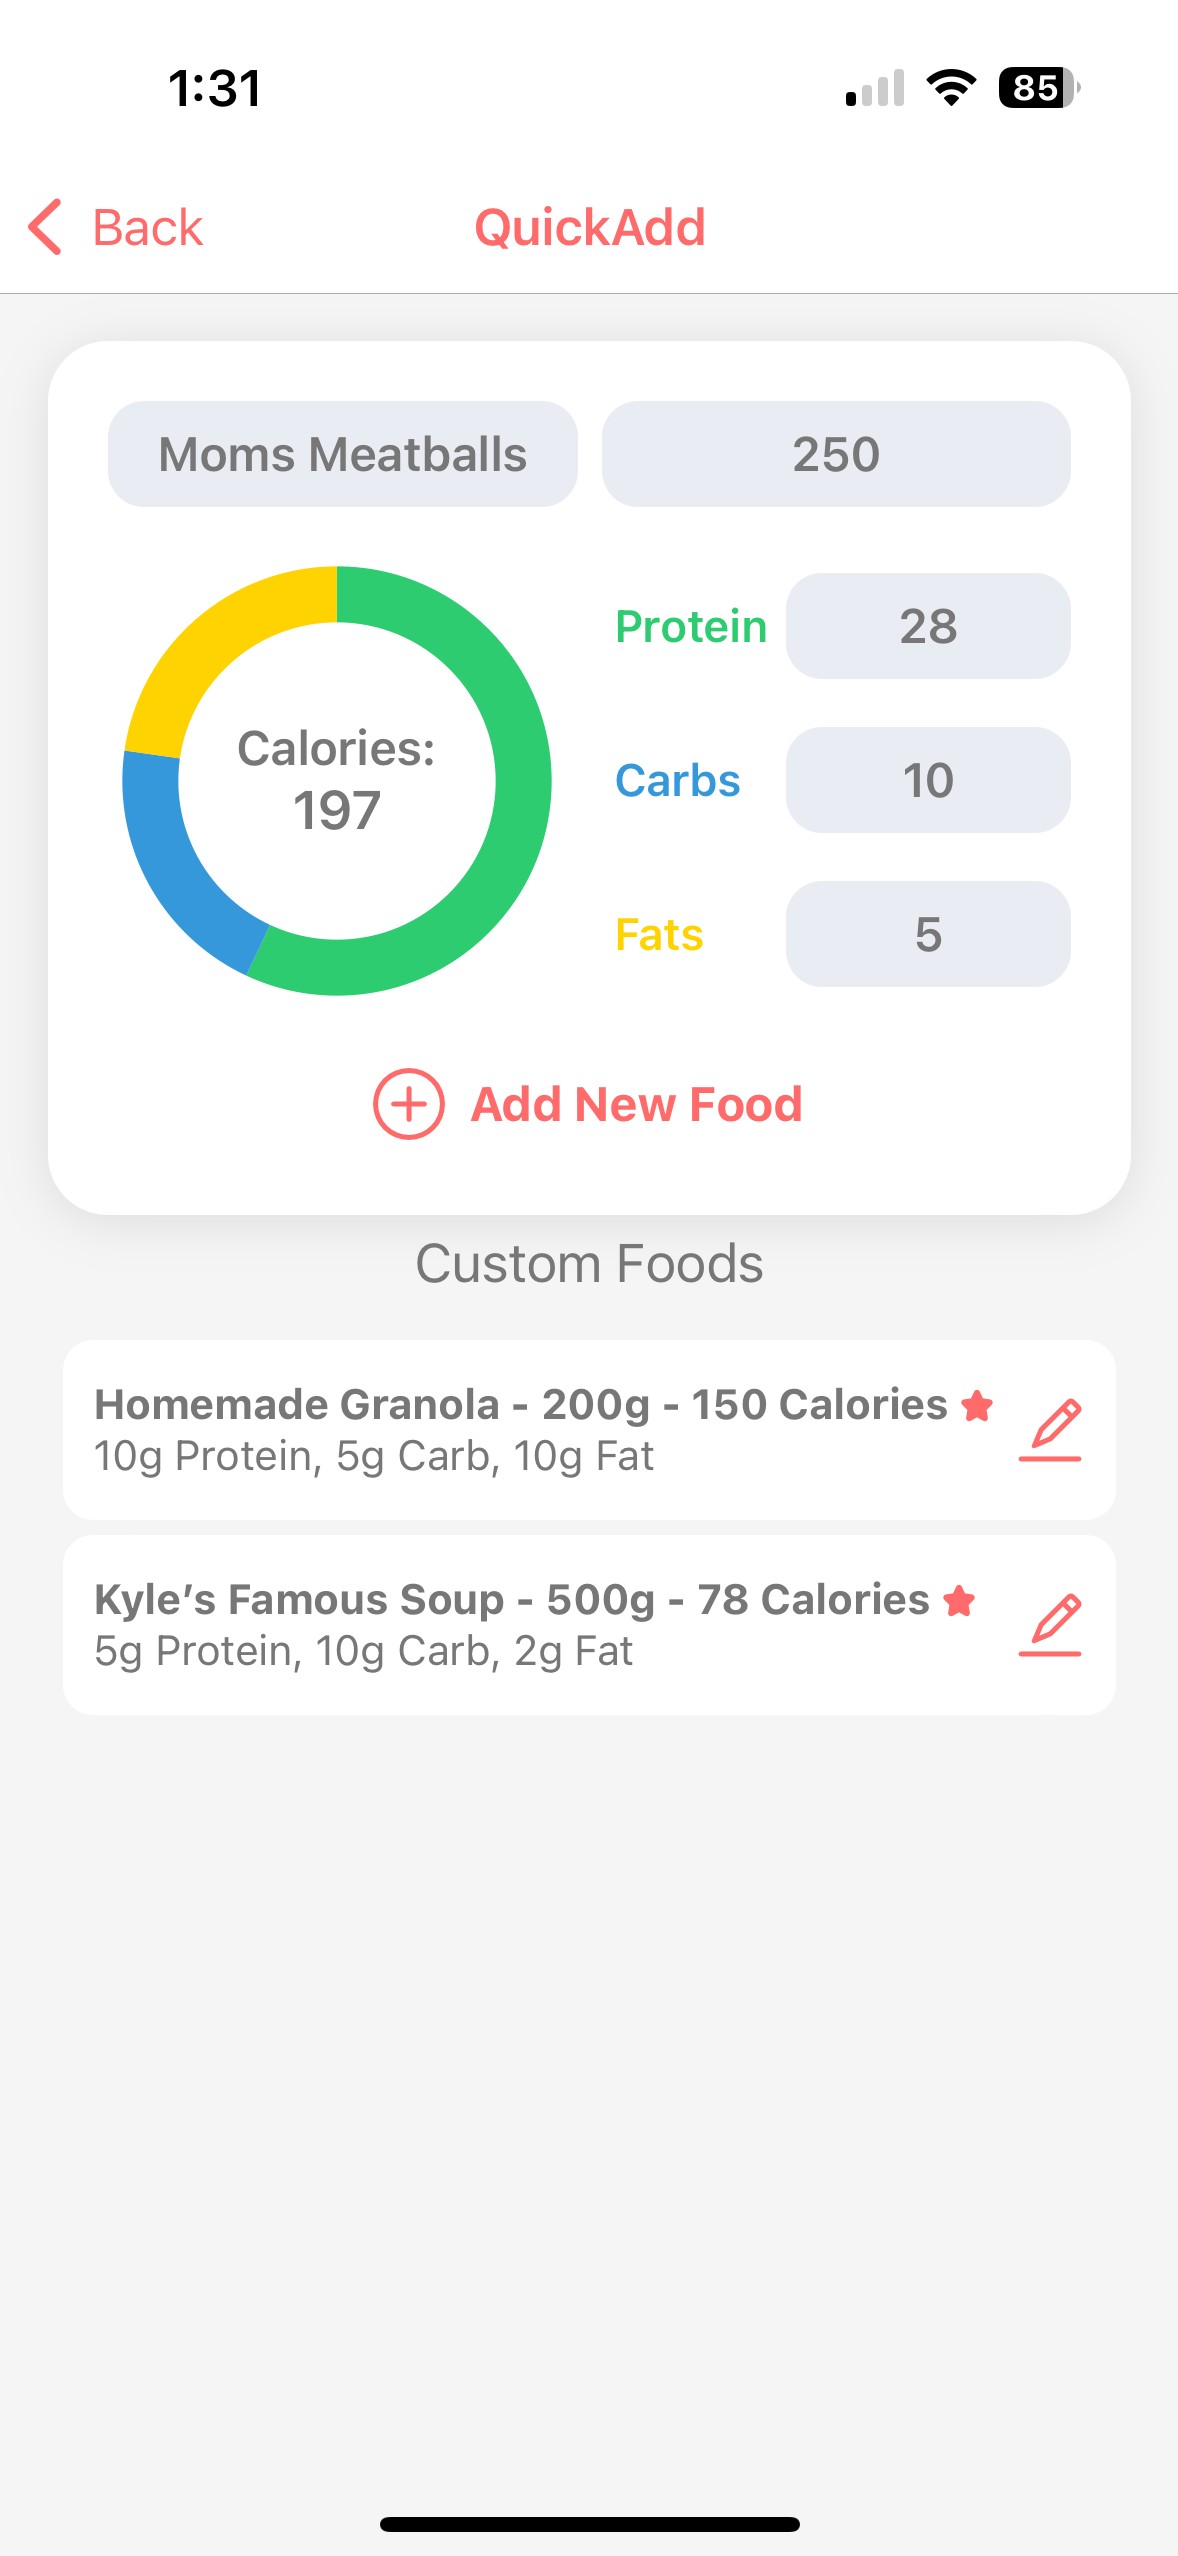 1:31
85
Back
QuickAdd
Moms Meatballs
250
Calories:
197
Protein
28
Carbs
10
Fats
5
Add New Food
Custom Foods
Homemade Granola - 200g - 150 Calories
10g Protein, 5g Carb, 10g Fat
Kyle’s Famous Soup - 500g - 78 Calories
5g Protein, 10g Carb, 2g Fat